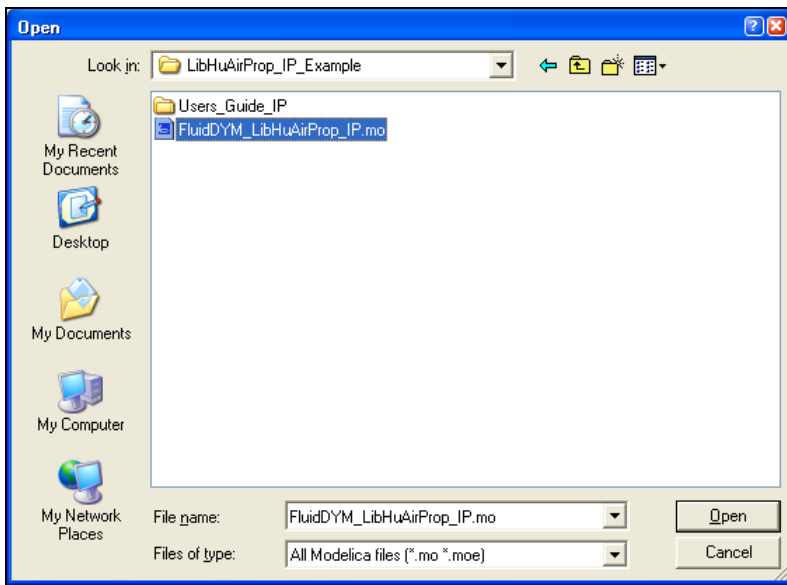 Open
Look in:
LibHuAirProp_IP_Example
Users_Guide_IP
FluidDYM_LibHuAirProp_IP.mo
My Recent
Documents
Desktop
My Documents
My Computer
My Network
Places
File name:
FluidDYM_LibHuAirProp_IP.mo
Open
Files of type:
All Modelica files (*.mo *.moe)
Cancel